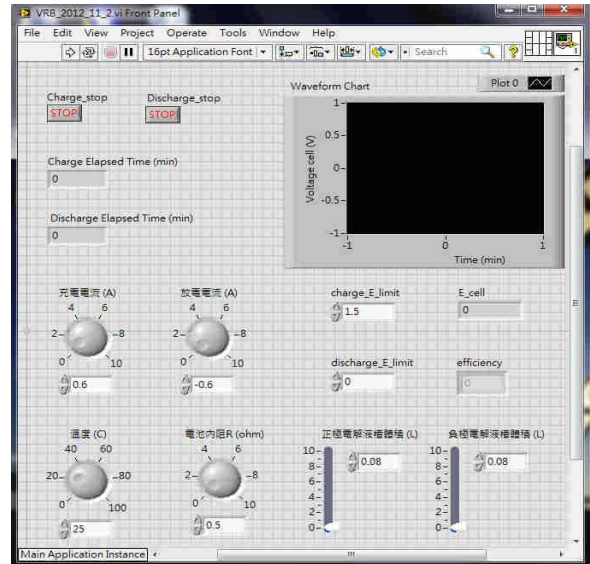 VRB_2012_11_2.vi Front Panel
File Edit View Project Operate Tools Window Help
16pt Application Font Search
Charge_stop Discharge_stop
STOP STOP
Charge Elapsed Time (min)
0
Discharge Elapsed Time (min)
0
Waveform Chart Plot 0
Voltage cell (V)
1
0.5
0
-0.5
-1
-1 0 1
Time (min)
充電電流 (A) 放電電流 (A) charge_E_limit E_cell
4 6 4 6 1.5 0
2 8 2 8
0 10 0 10 discharge_E_limit efficiency
0.6 -0.6 0 0
溫度 (C) 電池內阻R (ohm) 正極電解液槽體積 (L) 負極電解液槽體積 (L)
40 60 4 6 10 10
20 80 2 8 8 0.08 8 0.08
6 6
4 4
0 100 0 10 2 2
25 0.5 0 0
Main Application Instance